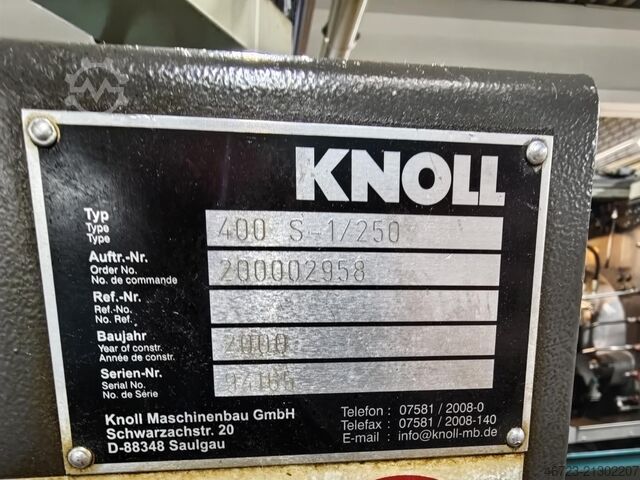 KNOLL
Typ 400 S-1/250
Type
Type
Auftr.-Nr. 200002958
Order No.
No. de commande
Ref.-Nr.
Ref.-No.
No. Ref.
Baujahr 2000
Year of constr.
Année de constr.
Serien-Nr.
Serial No.
No. de Série
Knoll Maschinenbau GmbH
Schwarzachstr. 20
D-88348 Saulgau
Telefon : 07581 / 2008-0
Telefax : 07581 / 2008-140
E-mail : info@knoll-mb.de
46723-21302207